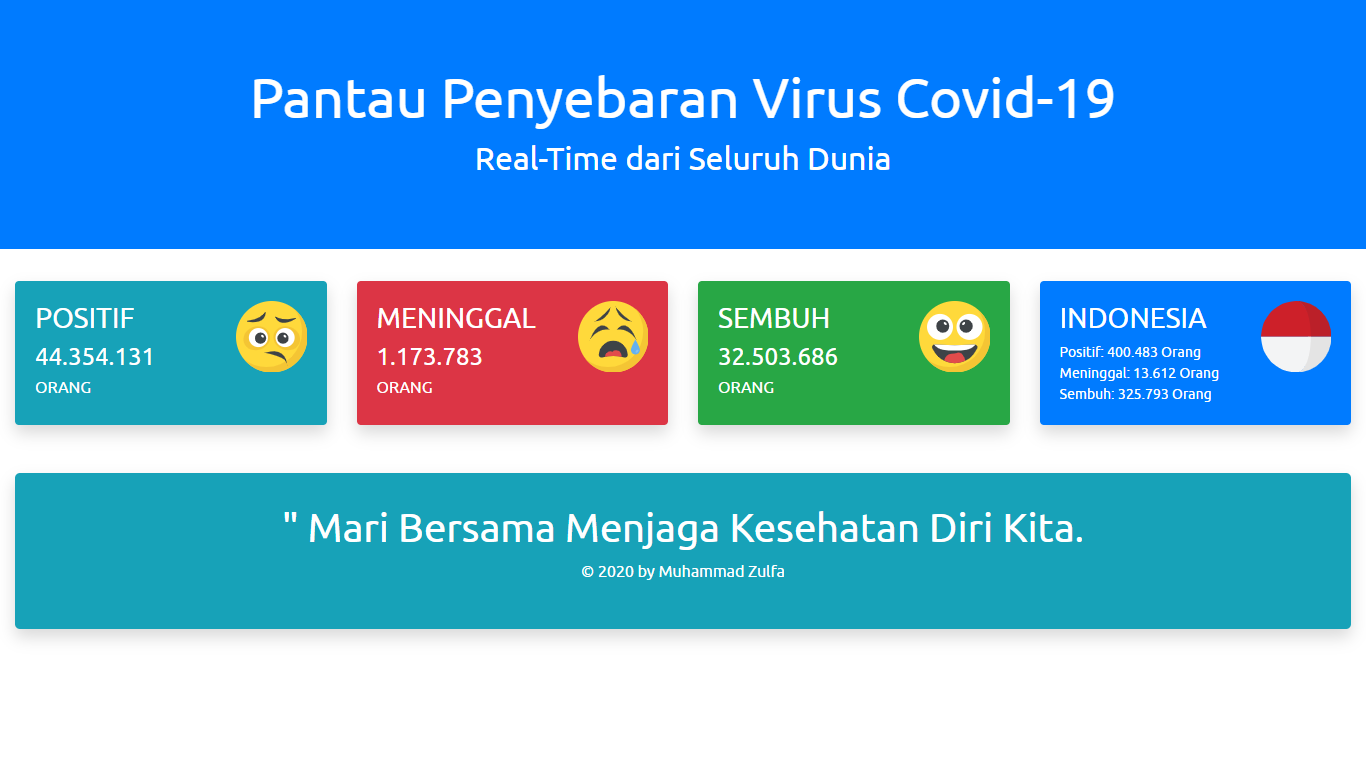 Pantau Penyebaran Virus Covid-19
Real-Time dari Seluruh Dunia
POSITIF
44.354.131
ORANG
MENINGGAL
1.173.783
ORANG
SEMBUH
32.503.686
ORANG
INDONESIA
Positif: 400.483 Orang
Meninggal: 13.612 Orang
Sembuh: 325.793 Orang
" Mari Bersama Menjaga Kesehatan Diri Kita.
© 2020 by Muhammad Zulfa